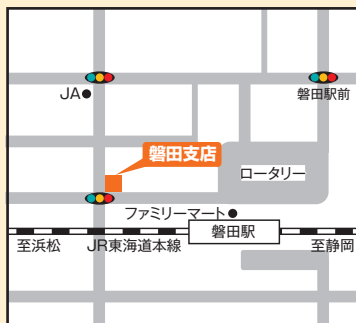 JA
磐田駅前
磐田支店
ロータリー
ファミリーマート
磐田駅
至浜松
JR東海道本線
至静岡